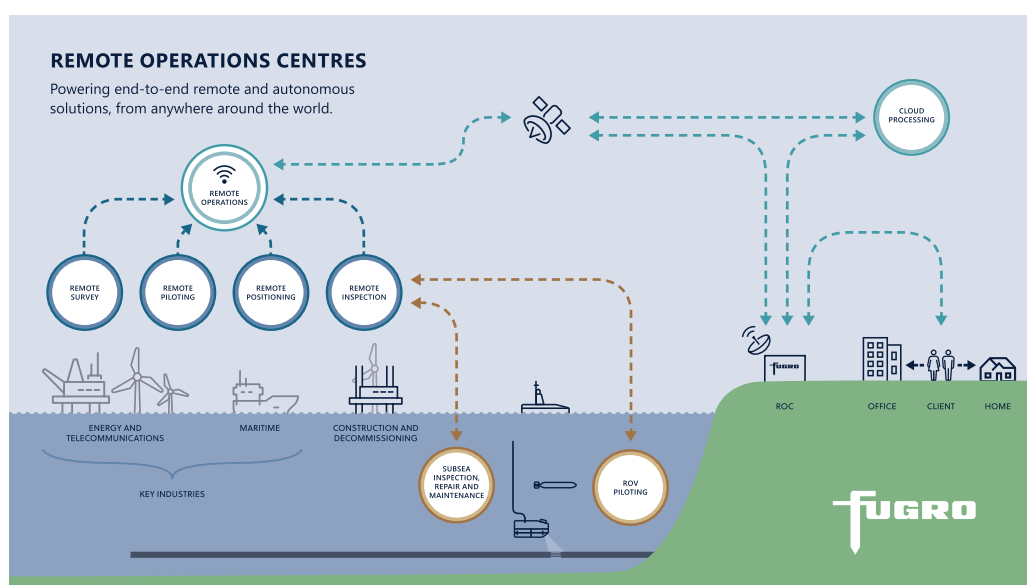 REMOTE OPERATIONS CENTRES
Powering end-to-end remote and autonomous
solutions, from anywhere around the world.
CLOUD
PROCESSING
REMOTE
OPERATIONS
REMOTE
SURVEY
REMOTE
PILOTING
REMOTE
POSITIONING
REMOTE
INSPECTION
FUGRO
ROC
OFFICE
CLIENT
HOME
ENERGY AND
TELECOMMUNICATIONS
MARITIME
CONSTRUCTION AND
DECOMMISSIONING
KEY INDUSTRIES
SUBSEA
INSPECTION,
REPAIR AND
MAINTENANCE
ROV
PILOTING
FUGRO